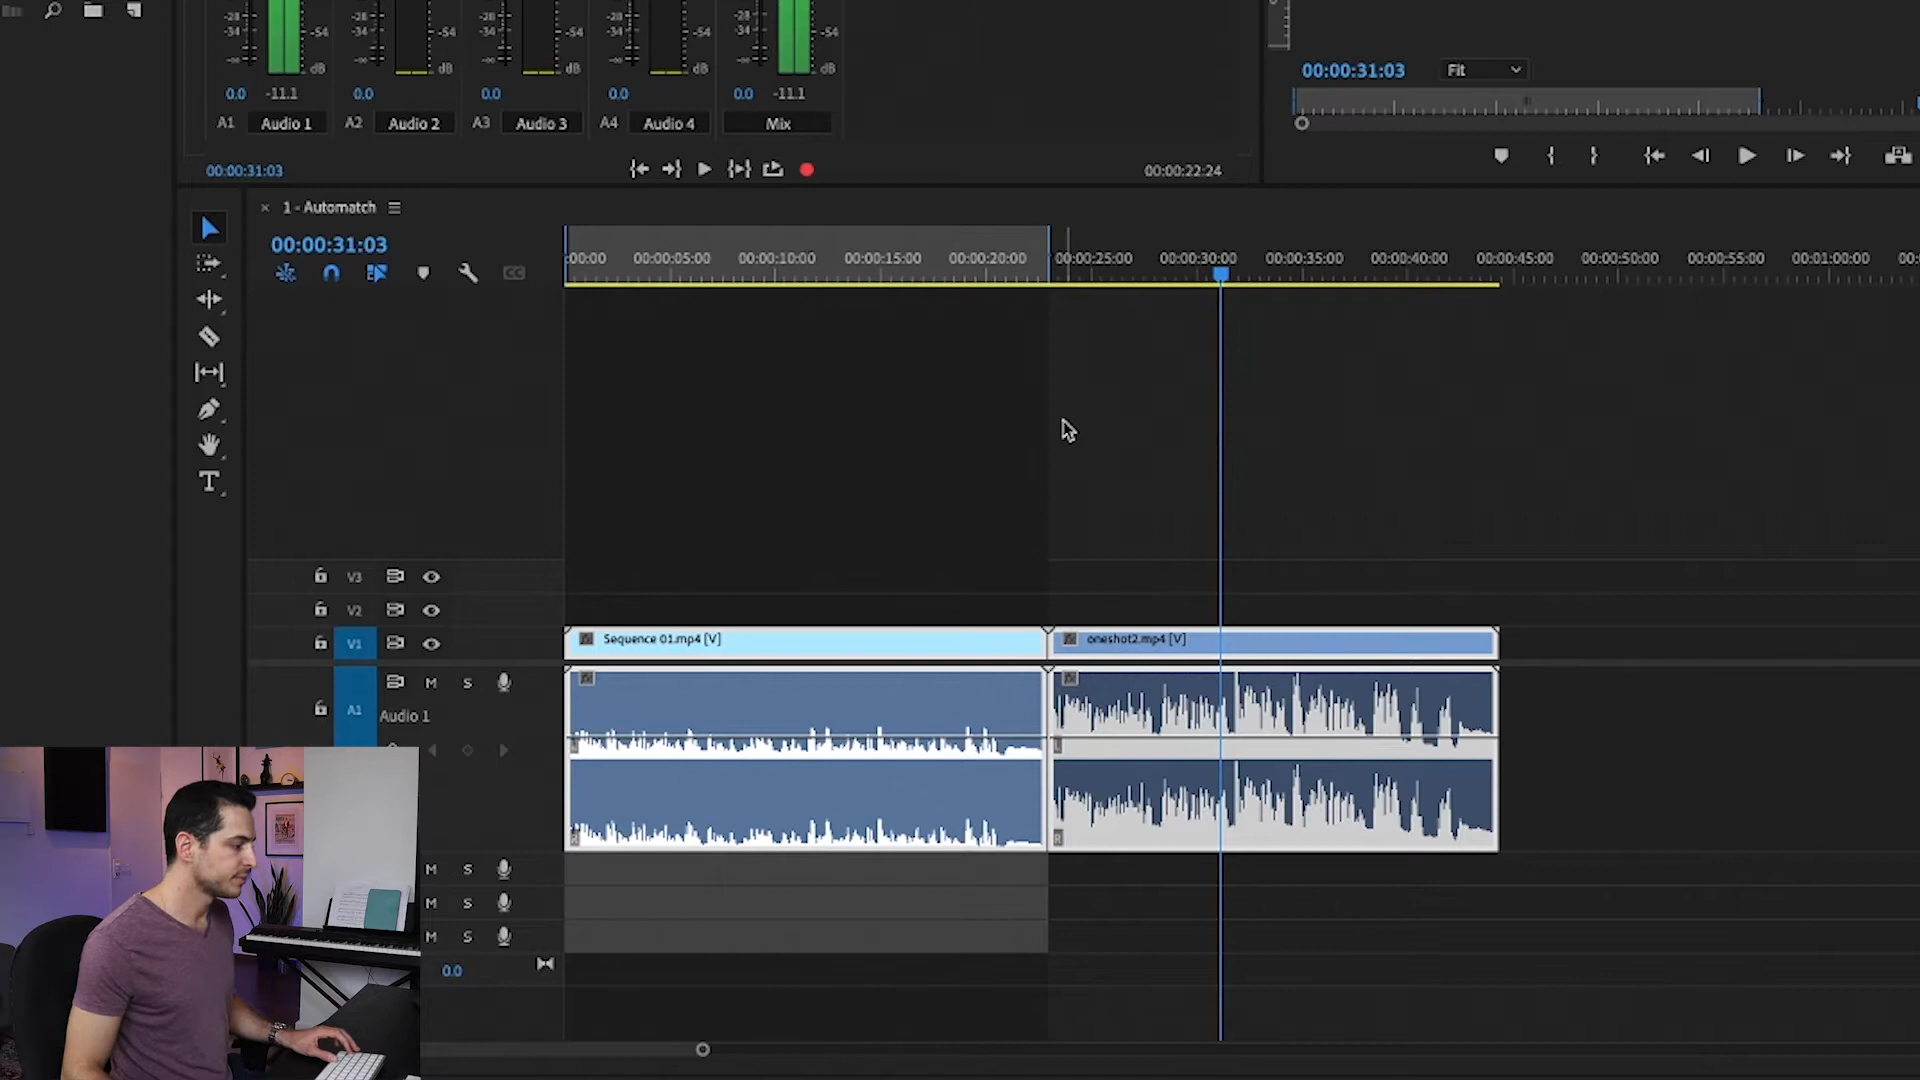 -28 -28 -28 -28 -28
-34 -54 -34 -54 -34 -54 -34 -54 -34 -54
-∞ dB -∞ dB -∞ dB -∞ dB -∞ dB
0.0 -11.1 0.0 0.0 0.0 0.0 -11.1
A1 Audio 1 A2 Audio 2 A3 Audio 3 A4 Audio 4 Mix
00:00:31:03 00:00:22:24
00:00:31:03 Fit
× 1 - Automatch
00:00:31:03
CC
:00:00 00:00:05:00 00:00:10:00 00:00:15:00 00:00:20:00 00:00:25:00 00:00:30:00 00:00:35:00 00:00:40:00 00:00:45:00 00:00:50:00 00:00:55:00 00:01:00:00 00:
T
V3
V2
V1 Sequence 01.mp4 [V] oneshot2.mp4 [V]
M S fx fx
A1 Audio 1
L L
R R
M S
M S
M S
0.0